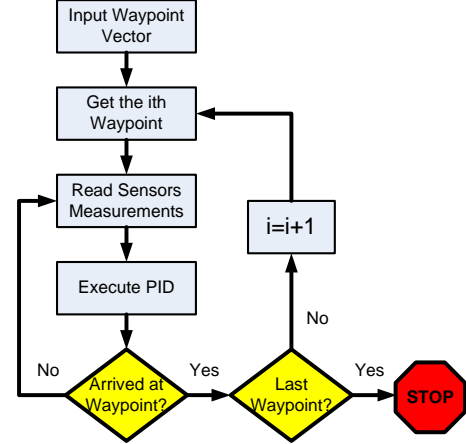 Input Waypoint
Vector
Get the ith
Waypoint
Read Sensors
Measurements
i=i+1
Execute PID
No
No
Arrived at
Waypoint?
Yes
Last
Waypoint?
Yes
STOP